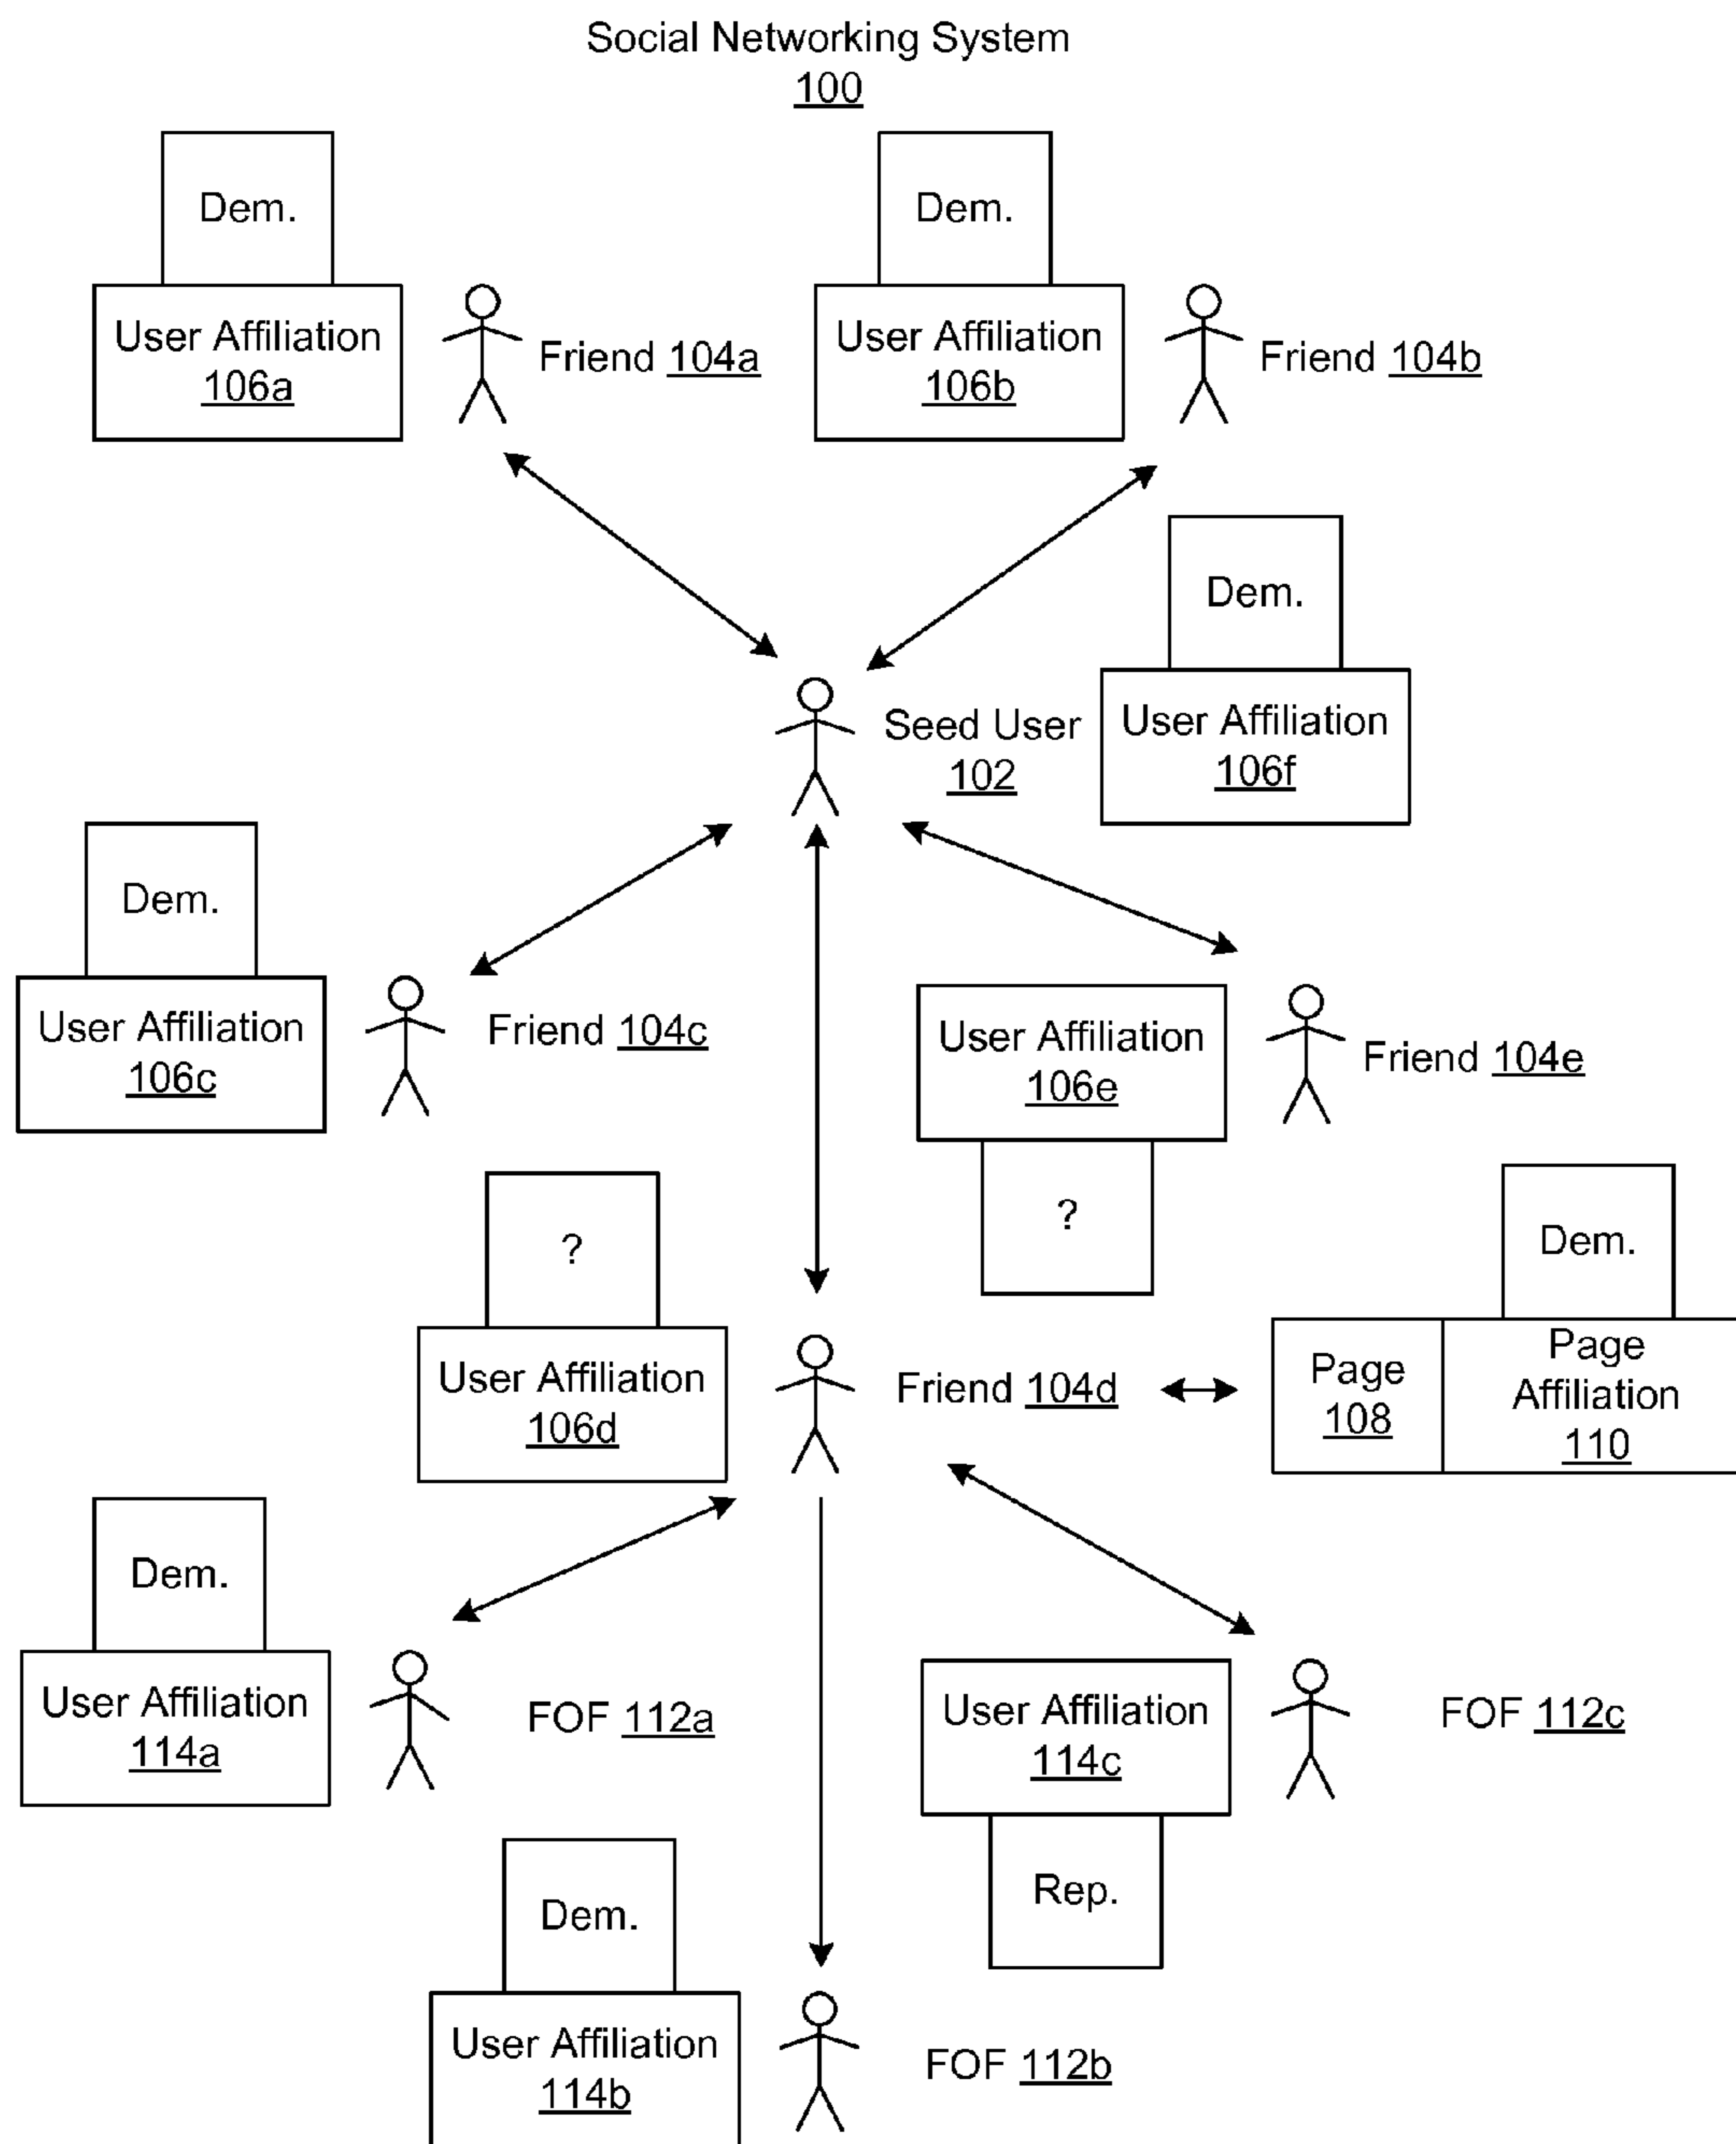 Social Networking System
100
Dem.
User Affiliation
106a
Friend 104a
Dem.
User Affiliation
106b
Friend 104b
Dem.
Seed User
102
User Affiliation
106f
Dem.
User Affiliation
106c
Friend 104c
User Affiliation
106e
?
Friend 104e
?
User Affiliation
106d
Friend 104d
Dem.
Page
108
Page
Affiliation
110
Dem.
User Affiliation
114a
FOF 112a
User Affiliation
114c
Rep.
FOF 112c
Dem.
User Affiliation
114b
FOF 112b